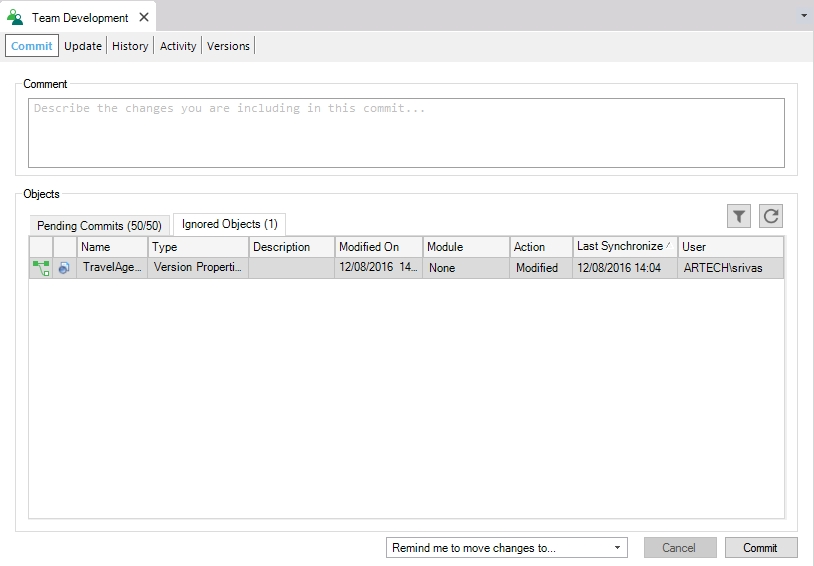 Team Development
Commit Update History Activity Versions
Comment
Describe the changes you are including in this commit...
Objects
Pending Commits (50/50) Ignored Objects (1)
Name Type Description Modified On Module Action Last Synchronize User
TravelAge... Version Properti... 12/08/2016 14... None Modified 12/08/2016 14:04 ARTECH\srivas
Remind me to move changes to... Cancel Commit